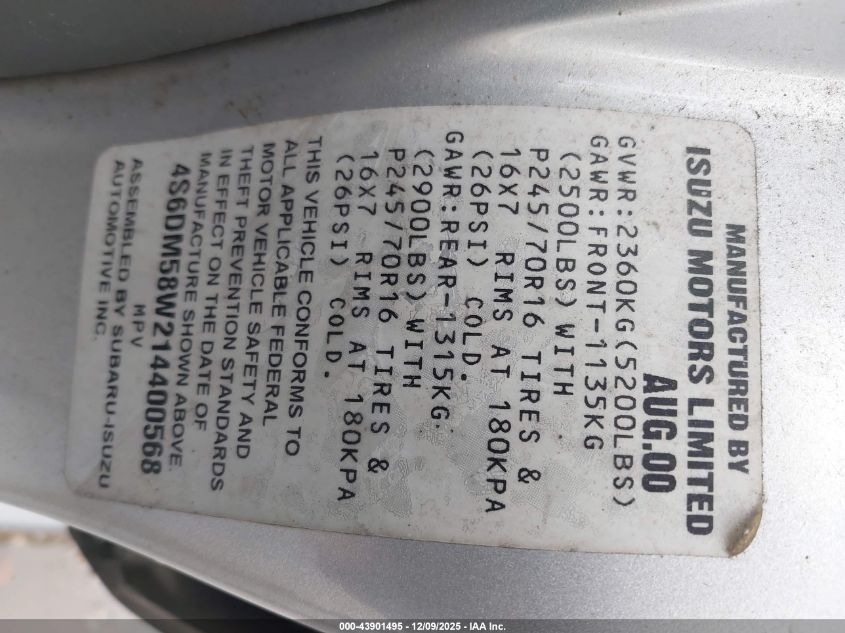 MANUFACTURED BY
ISUZU MOTORS LIMITED
AUG.00
GVWR:2360KG(5200LBS)
GAWR:FRONT-1135KG
(2500LBS) WITH
P245/70R16 TIRES &
16X7 RIMS AT 180KPA
(26PSI) COLD.
GAWR:REAR-1315KG
(2900LBS) WITH
P245/70R16 TIRES &
16X7 RIMS AT 180KPA
(26PSI) COLD.
THIS VEHICLE CONFORMS TO
ALL APPLICABLE FEDERAL
MOTOR VEHICLE SAFETY AND
THEFT PREVENTION STANDARDS
IN EFFECT ON THE DATE OF
MANUFACTURE SHOWN ABOVE.
4S6DM58W214400568
MPV
ASSEMBLED BY SUBARU-ISUZU
AUTOMOTIVE INC.
000-43901495 - 12/09/2025 - IAA Inc.